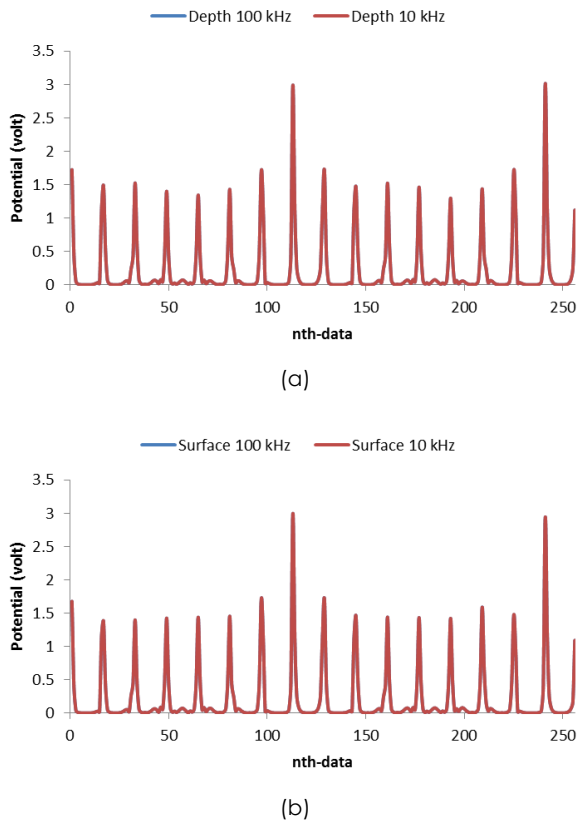 Depth 100 kHz Depth 10 kHz
3.5
3
2.5
2
1.5
1
0.5
0
Potential (volt)
0 50 100 150 200 250
nth-data
(a)
Surface 100 kHz Surface 10 kHz
3.5
3
2.5
2
1.5
1
0.5
0
Potential (volt)
0 50 100 150 200 250
nth-data
(b)